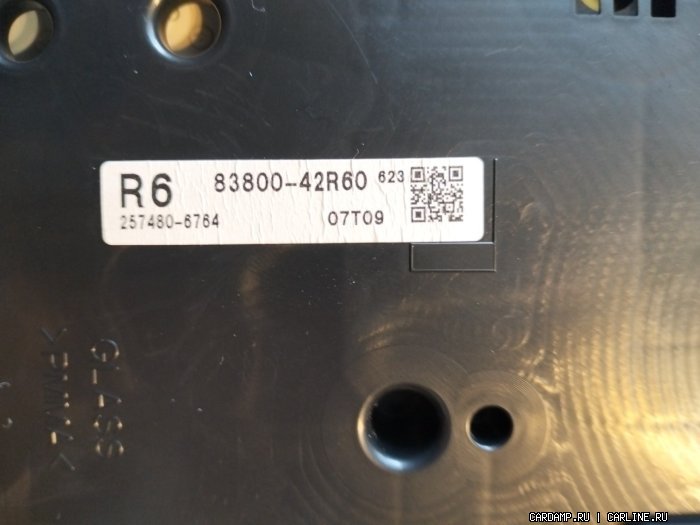 R6 83800-42R60 623
257480-6764 07T09
CARDAMP.RU | CARLINE.RU